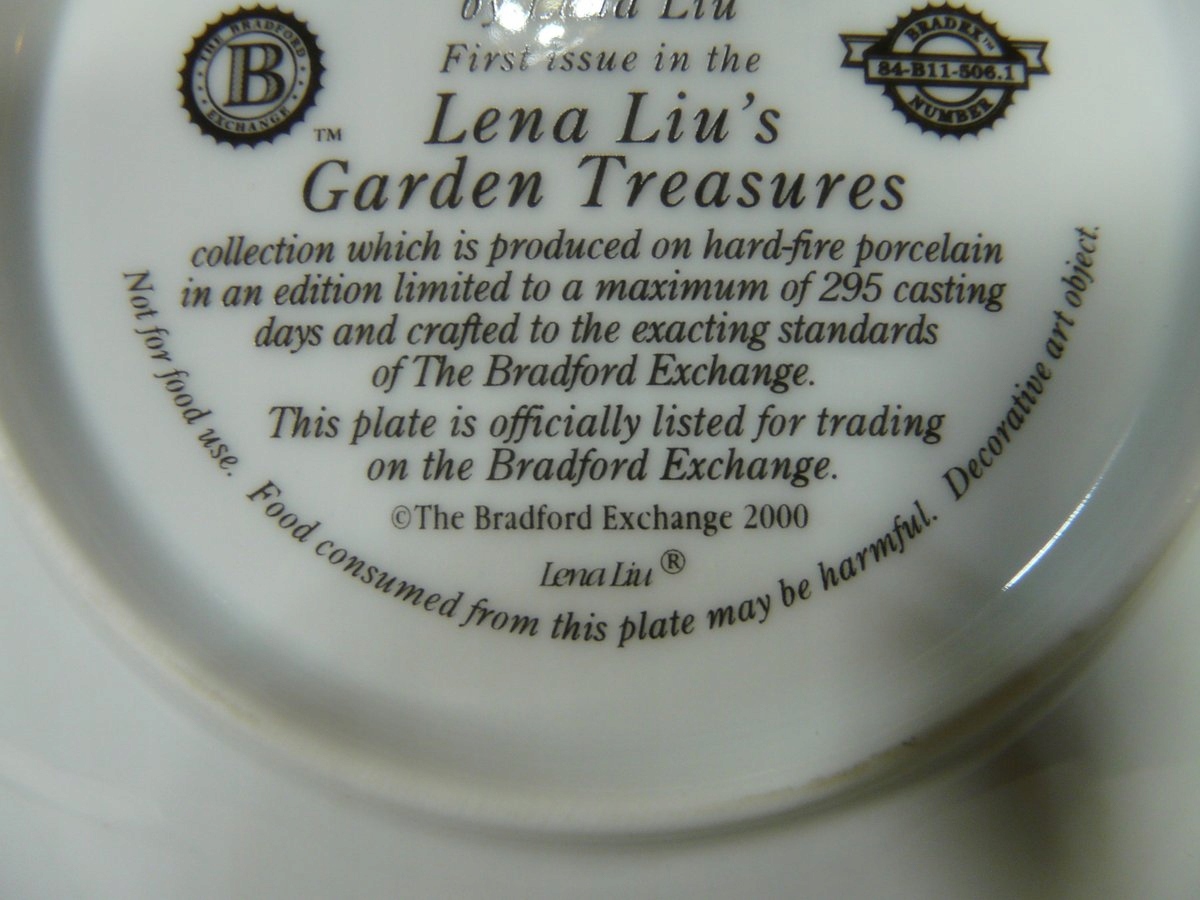 by Lena Liu
First issue in the
Lena Liu's
Garden Treasures
collection which is produced on hard-fire porcelain
in an edition limited to a maximum of 295 casting
days and crafted to the exacting standards
of The Bradford Exchange.
This plate is officially listed for trading
on the Bradford Exchange.
©The Bradford Exchange 2000
Lena Liu®
Not for food use. Food consumed from this plate may be harmful. Decorative art object.
THE BRADFORD
B
EXCHANGE
™
BRADEX™
84-B11-506.1
NUMBER